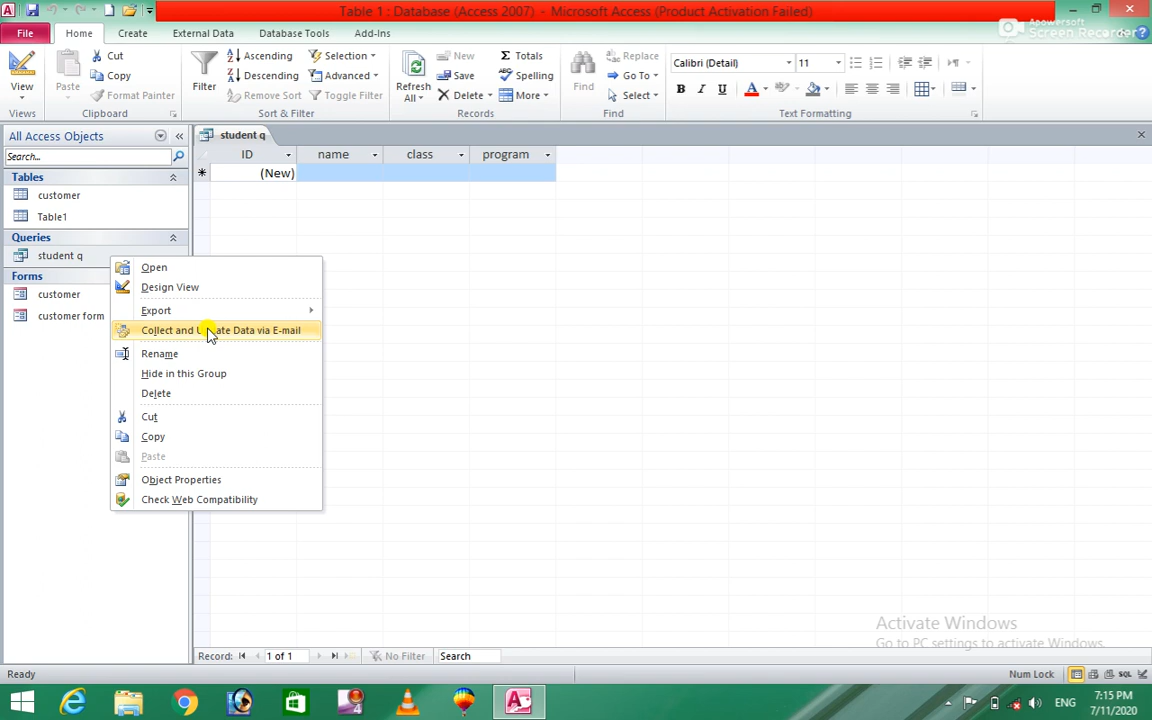 Table 1 : Database (Access 2007) - Microsoft Access (Product Activation Failed)
Apowersoft
Screen Recorder
File Home Create External Data Database Tools Add-Ins
View
Views
Paste
Cut
Copy
Format Painter
Clipboard
Filter
Ascending
Descending
Remove Sort
Selection
Advanced
Toggle Filter
Sort & Filter
Refresh
All
New
Save
Delete
Totals
Spelling
More
Records
Find
Replace
Go To
Select
Find
Calibri (Detail) 11
B I U A
Text Formatting
All Access Objects
Search...
Tables
customer
Table1
Queries
student q
Forms
customer
customer form
student q
ID name class program
(New)
Open
Design View
Export
Collect and U ate Data via E-mail
Rename
Hide in this Group
Delete
Cut
Copy
Paste
Object Properties
Check Web Compatibility
Activate Windows
Go to PC settings to activate Windows.
Record: 1 of 1 No Filter Search
Ready Num Lock SQL
ENG 7:15 PM
7/11/2020